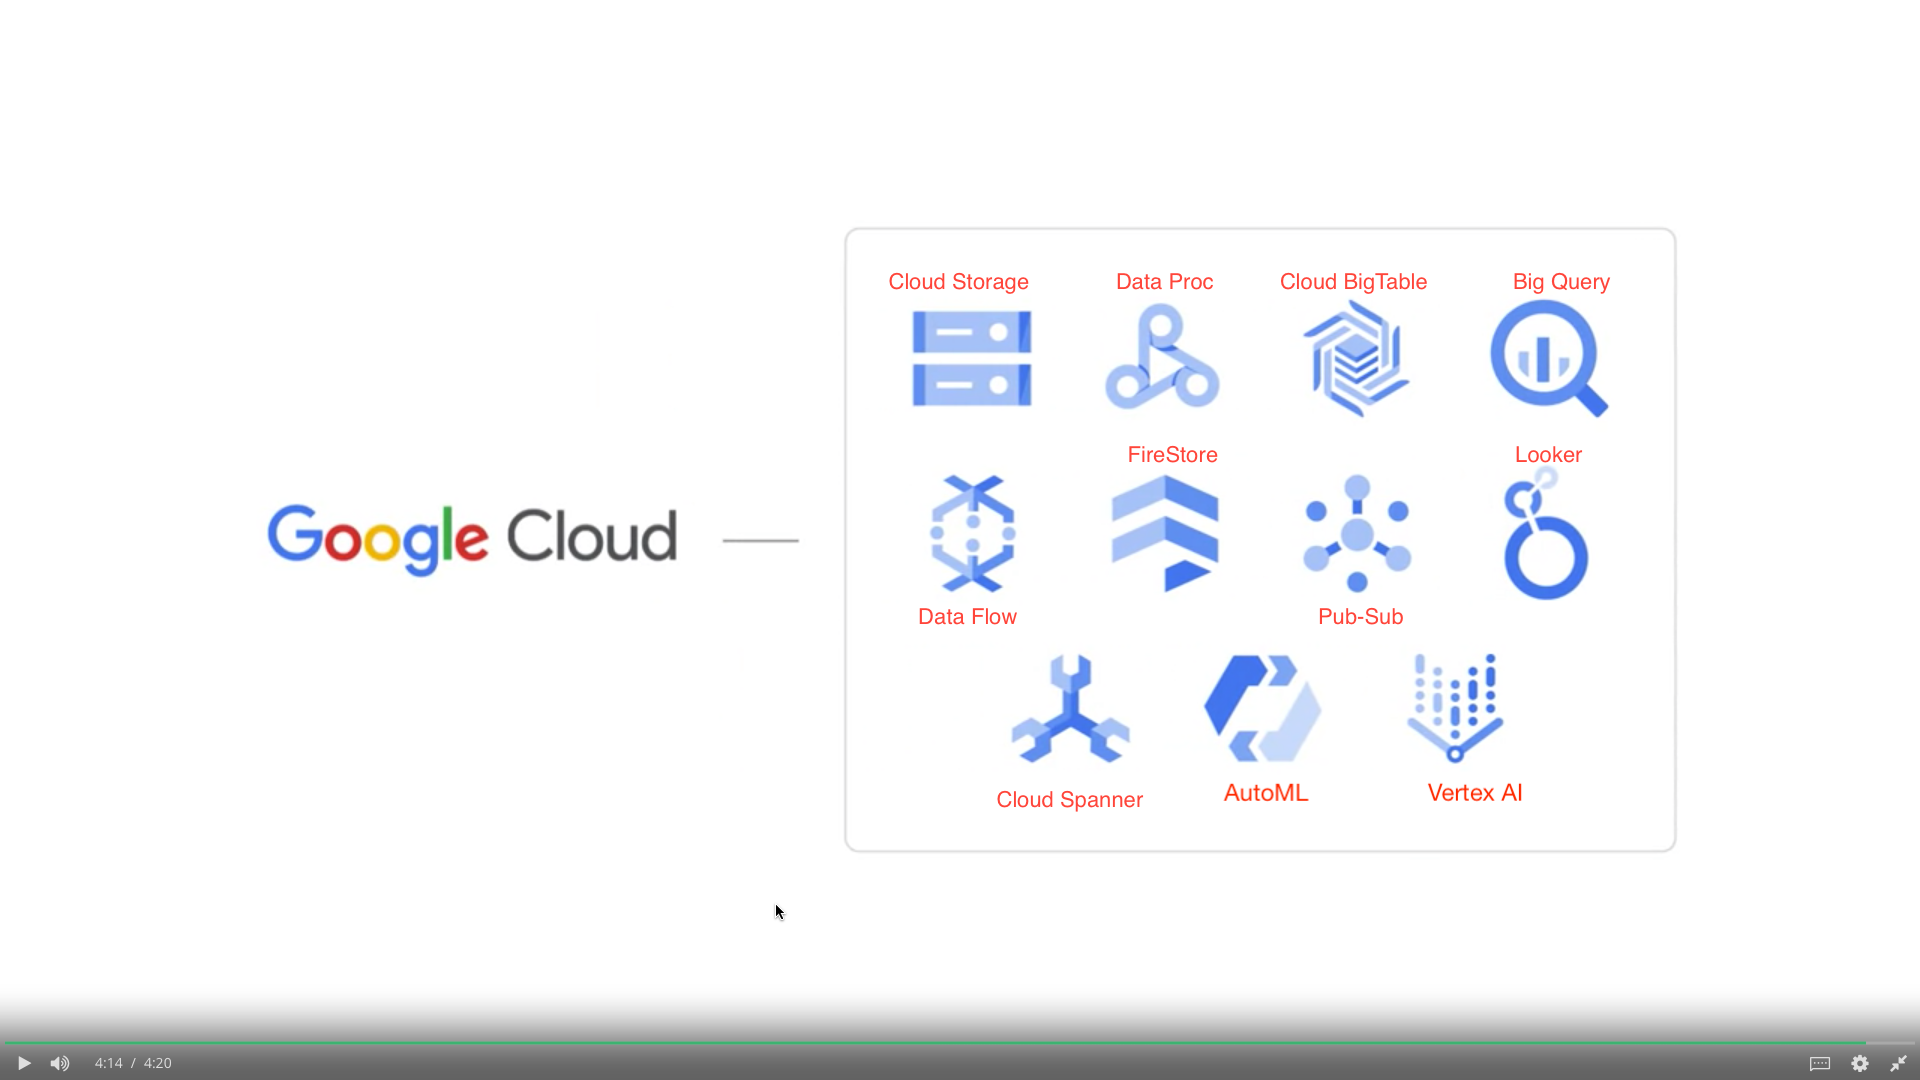 Cloud Storage Data Proc Cloud BigTable Big Query
FireStore Looker
Google Cloud
Data Flow Pub-Sub
Cloud Spanner AutoML Vertex AI
4:14 / 4:20